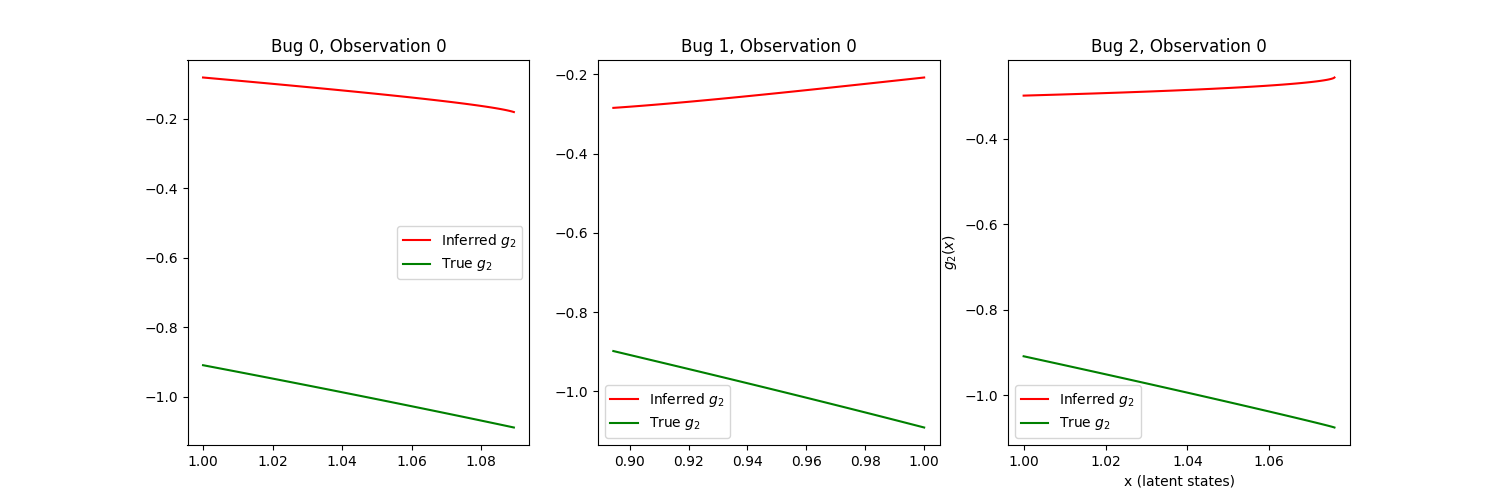 Bug 0, Observation 0
−0.2
−0.4
−0.6
−0.8
−1.0
1.00 1.02 1.04 1.06 1.08
Inferred g₂
True g₂
Bug 1, Observation 0
−0.2
−0.4
−0.6
−0.8
−1.0
0.90 0.92 0.94 0.96 0.98 1.00
Inferred g₂
True g₂
Bug 2, Observation 0
g₂(x)
−0.4
−0.6
−0.8
−1.0
1.00 1.02 1.04 1.06
x (latent states)
Inferred g₂
True g₂